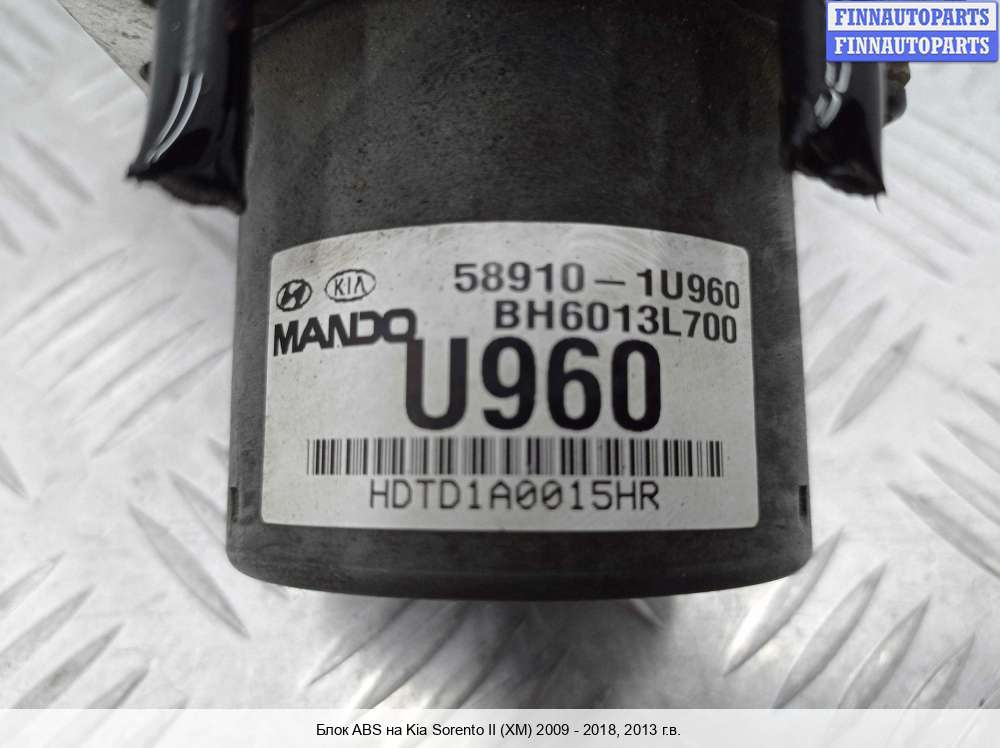 FINNAUTOPARTS
FINNAUTOPARTS
KIA
58910-1U960
MANDO
BH6013L700
U960
HDTD1A0015HR
Блок ABS на Kia Sorento II (XM) 2009 - 2018, 2013 г.в.